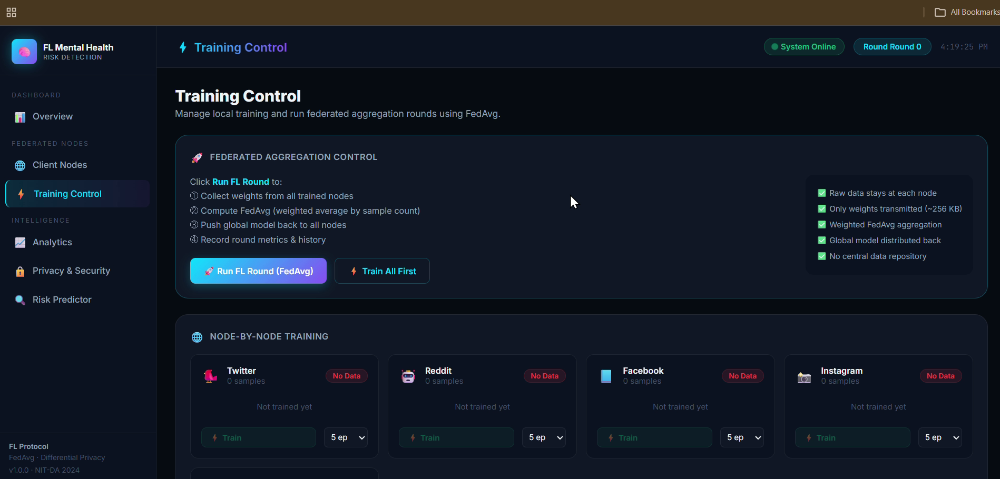 All Bookmarks
FL Mental Health
RISK DETECTION
DASHBOARD
Overview
FEDERATED NODES
Client Nodes
Training Control
INTELLIGENCE
Analytics
Privacy & Security
Risk Predictor
FL Protocol
FedAvg · Differential Privacy
v1.0.0 · NIT-DA 2024
Training Control
System Online
Round Round 0
4:19:25 PM
Training Control
Manage local training and run federated aggregation rounds using FedAvg.
FEDERATED AGGREGATION CONTROL
Click Run FL Round to:
① Collect weights from all trained nodes
② Compute FedAvg (weighted average by sample count)
③ Push global model back to all nodes
④ Record round metrics & history
Run FL Round (FedAvg)
Train All First
Raw data stays at each node
Only weights transmitted (~256 KB)
Weighted FedAvg aggregation
Global model distributed back
No central data repository
NODE-BY-NODE TRAINING
Twitter
0 samples
No Data
Not trained yet
Train
5 ep
Reddit
0 samples
No Data
Not trained yet
Train
5 ep
Facebook
0 samples
No Data
Not trained yet
Train
5 ep
Instagram
0 samples
No Data
Not trained yet
Train
5 ep